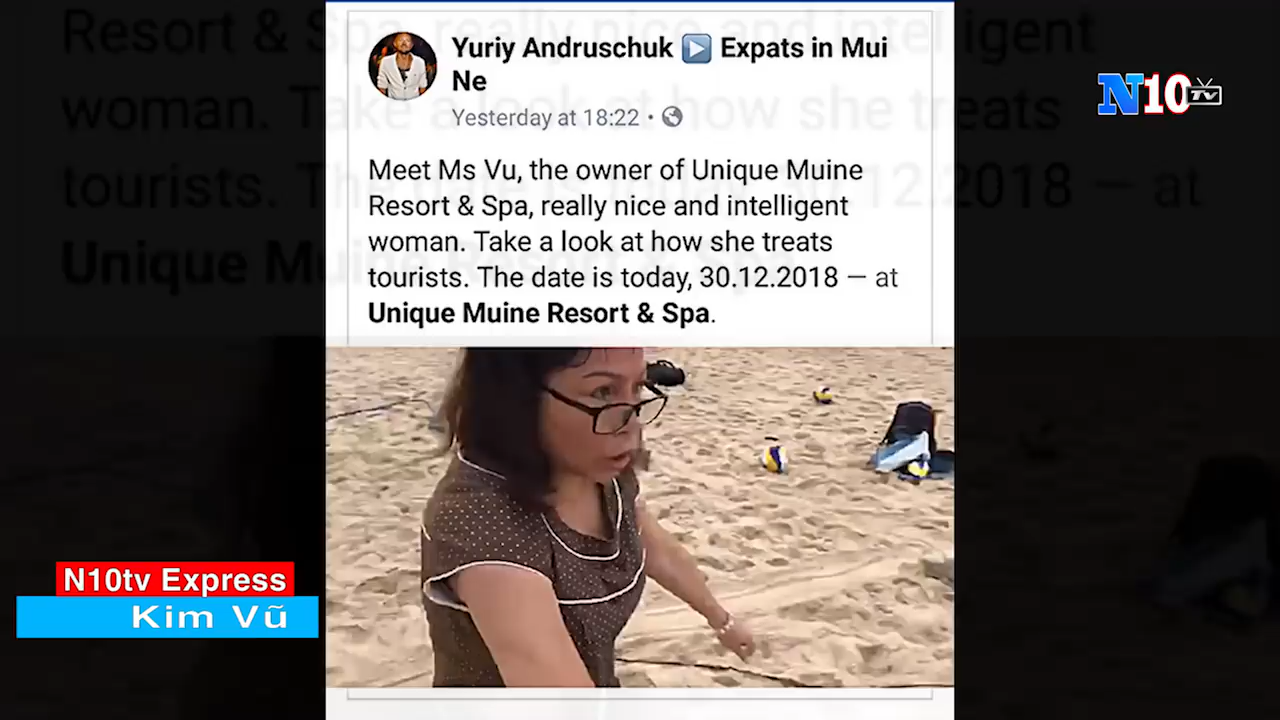 Yuriy Andruschuk ▶ Expats in Mui
Ne
Yesterday at 18:22 ·
Meet Ms Vu, the owner of Unique Muine
Resort & Spa, really nice and intelligent
woman. Take a look at how she treats
tourists. The date is today, 30.12.2018 — at
Unique Muine Resort & Spa.
N10 TV
N10tv Express
Kim Vũ